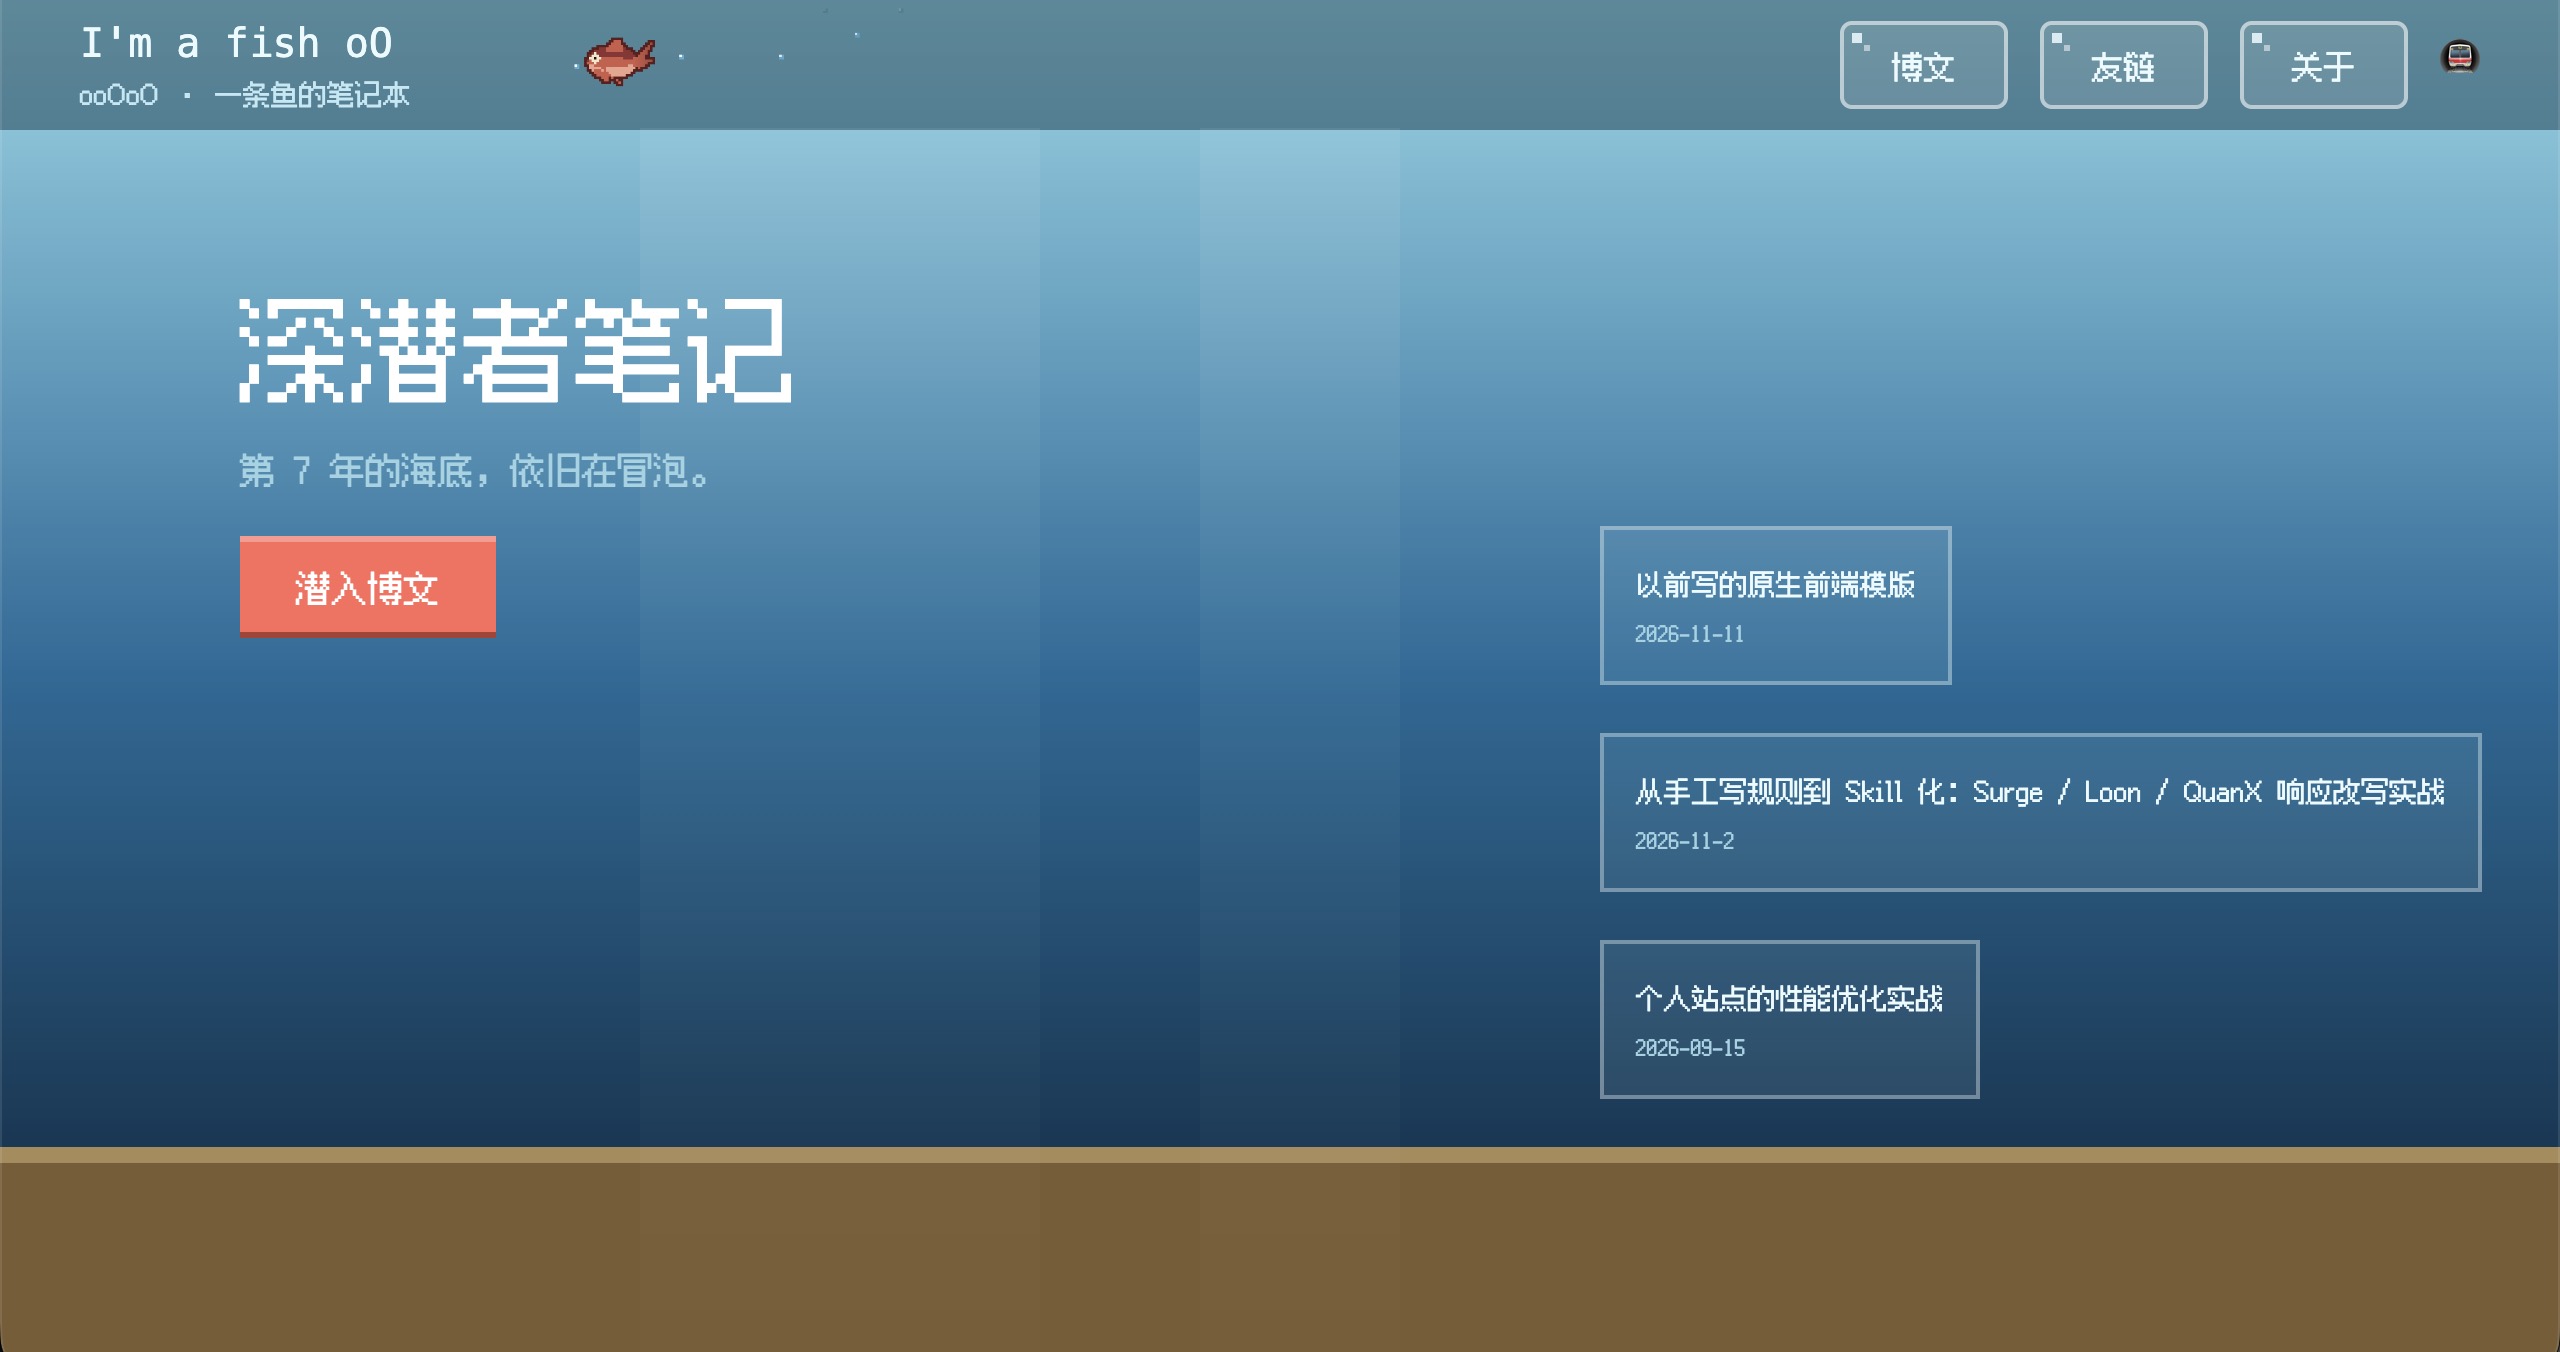 I'm a fish oO
ooOoO · 一条鱼的笔记本
博文
友链
关于
深潜者笔记
第 7 年的海底，依旧在冒泡。
潜入博文
以前写的原生前端模版
2026-11-11
从手工写规则到 Skill 化：Surge / Loon / QuanX 响应改写实战
2026-11-2
个人站点的性能优化实战
2026-09-15